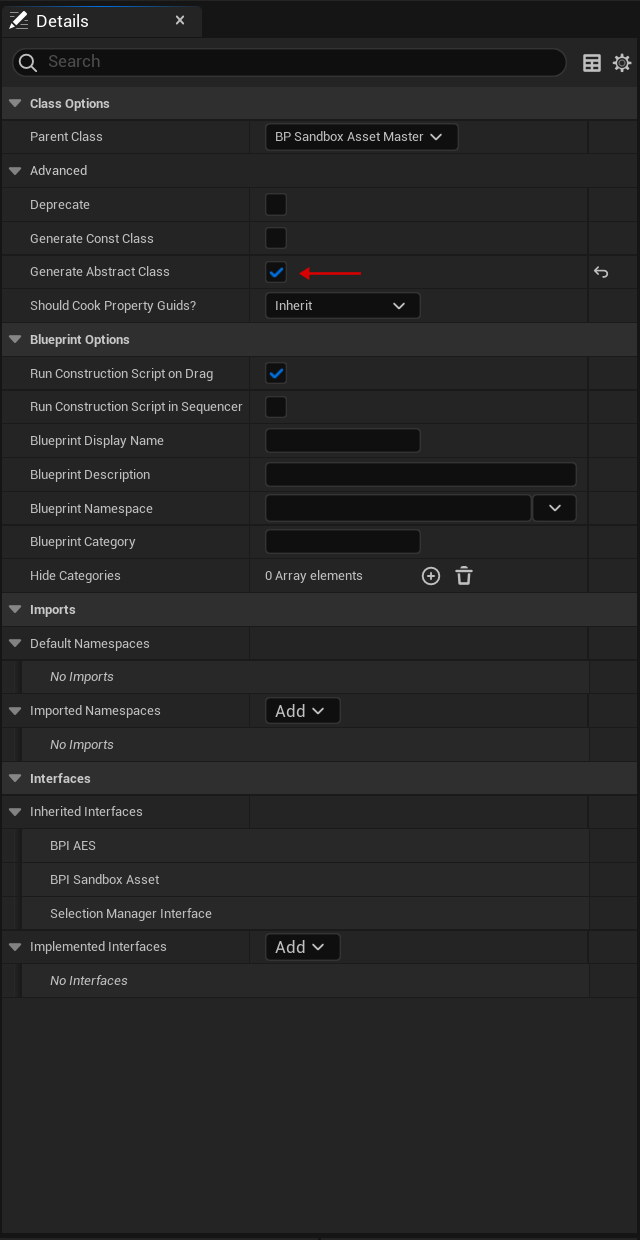 Details
Search
Class Options
Parent Class
BP Sandbox Asset Master
Advanced
Deprecate
Generate Const Class
Generate Abstract Class
Should Cook Property Guids?
Inherit
Blueprint Options
Run Construction Script on Drag
Run Construction Script in Sequencer
Blueprint Display Name
Blueprint Description
Blueprint Namespace
Blueprint Category
Hide Categories
0 Array elements
Imports
Default Namespaces
No Imports
Imported Namespaces
Add
No Imports
Interfaces
Inherited Interfaces
BPI AES
BPI Sandbox Asset
Selection Manager Interface
Implemented Interfaces
Add
No Interfaces